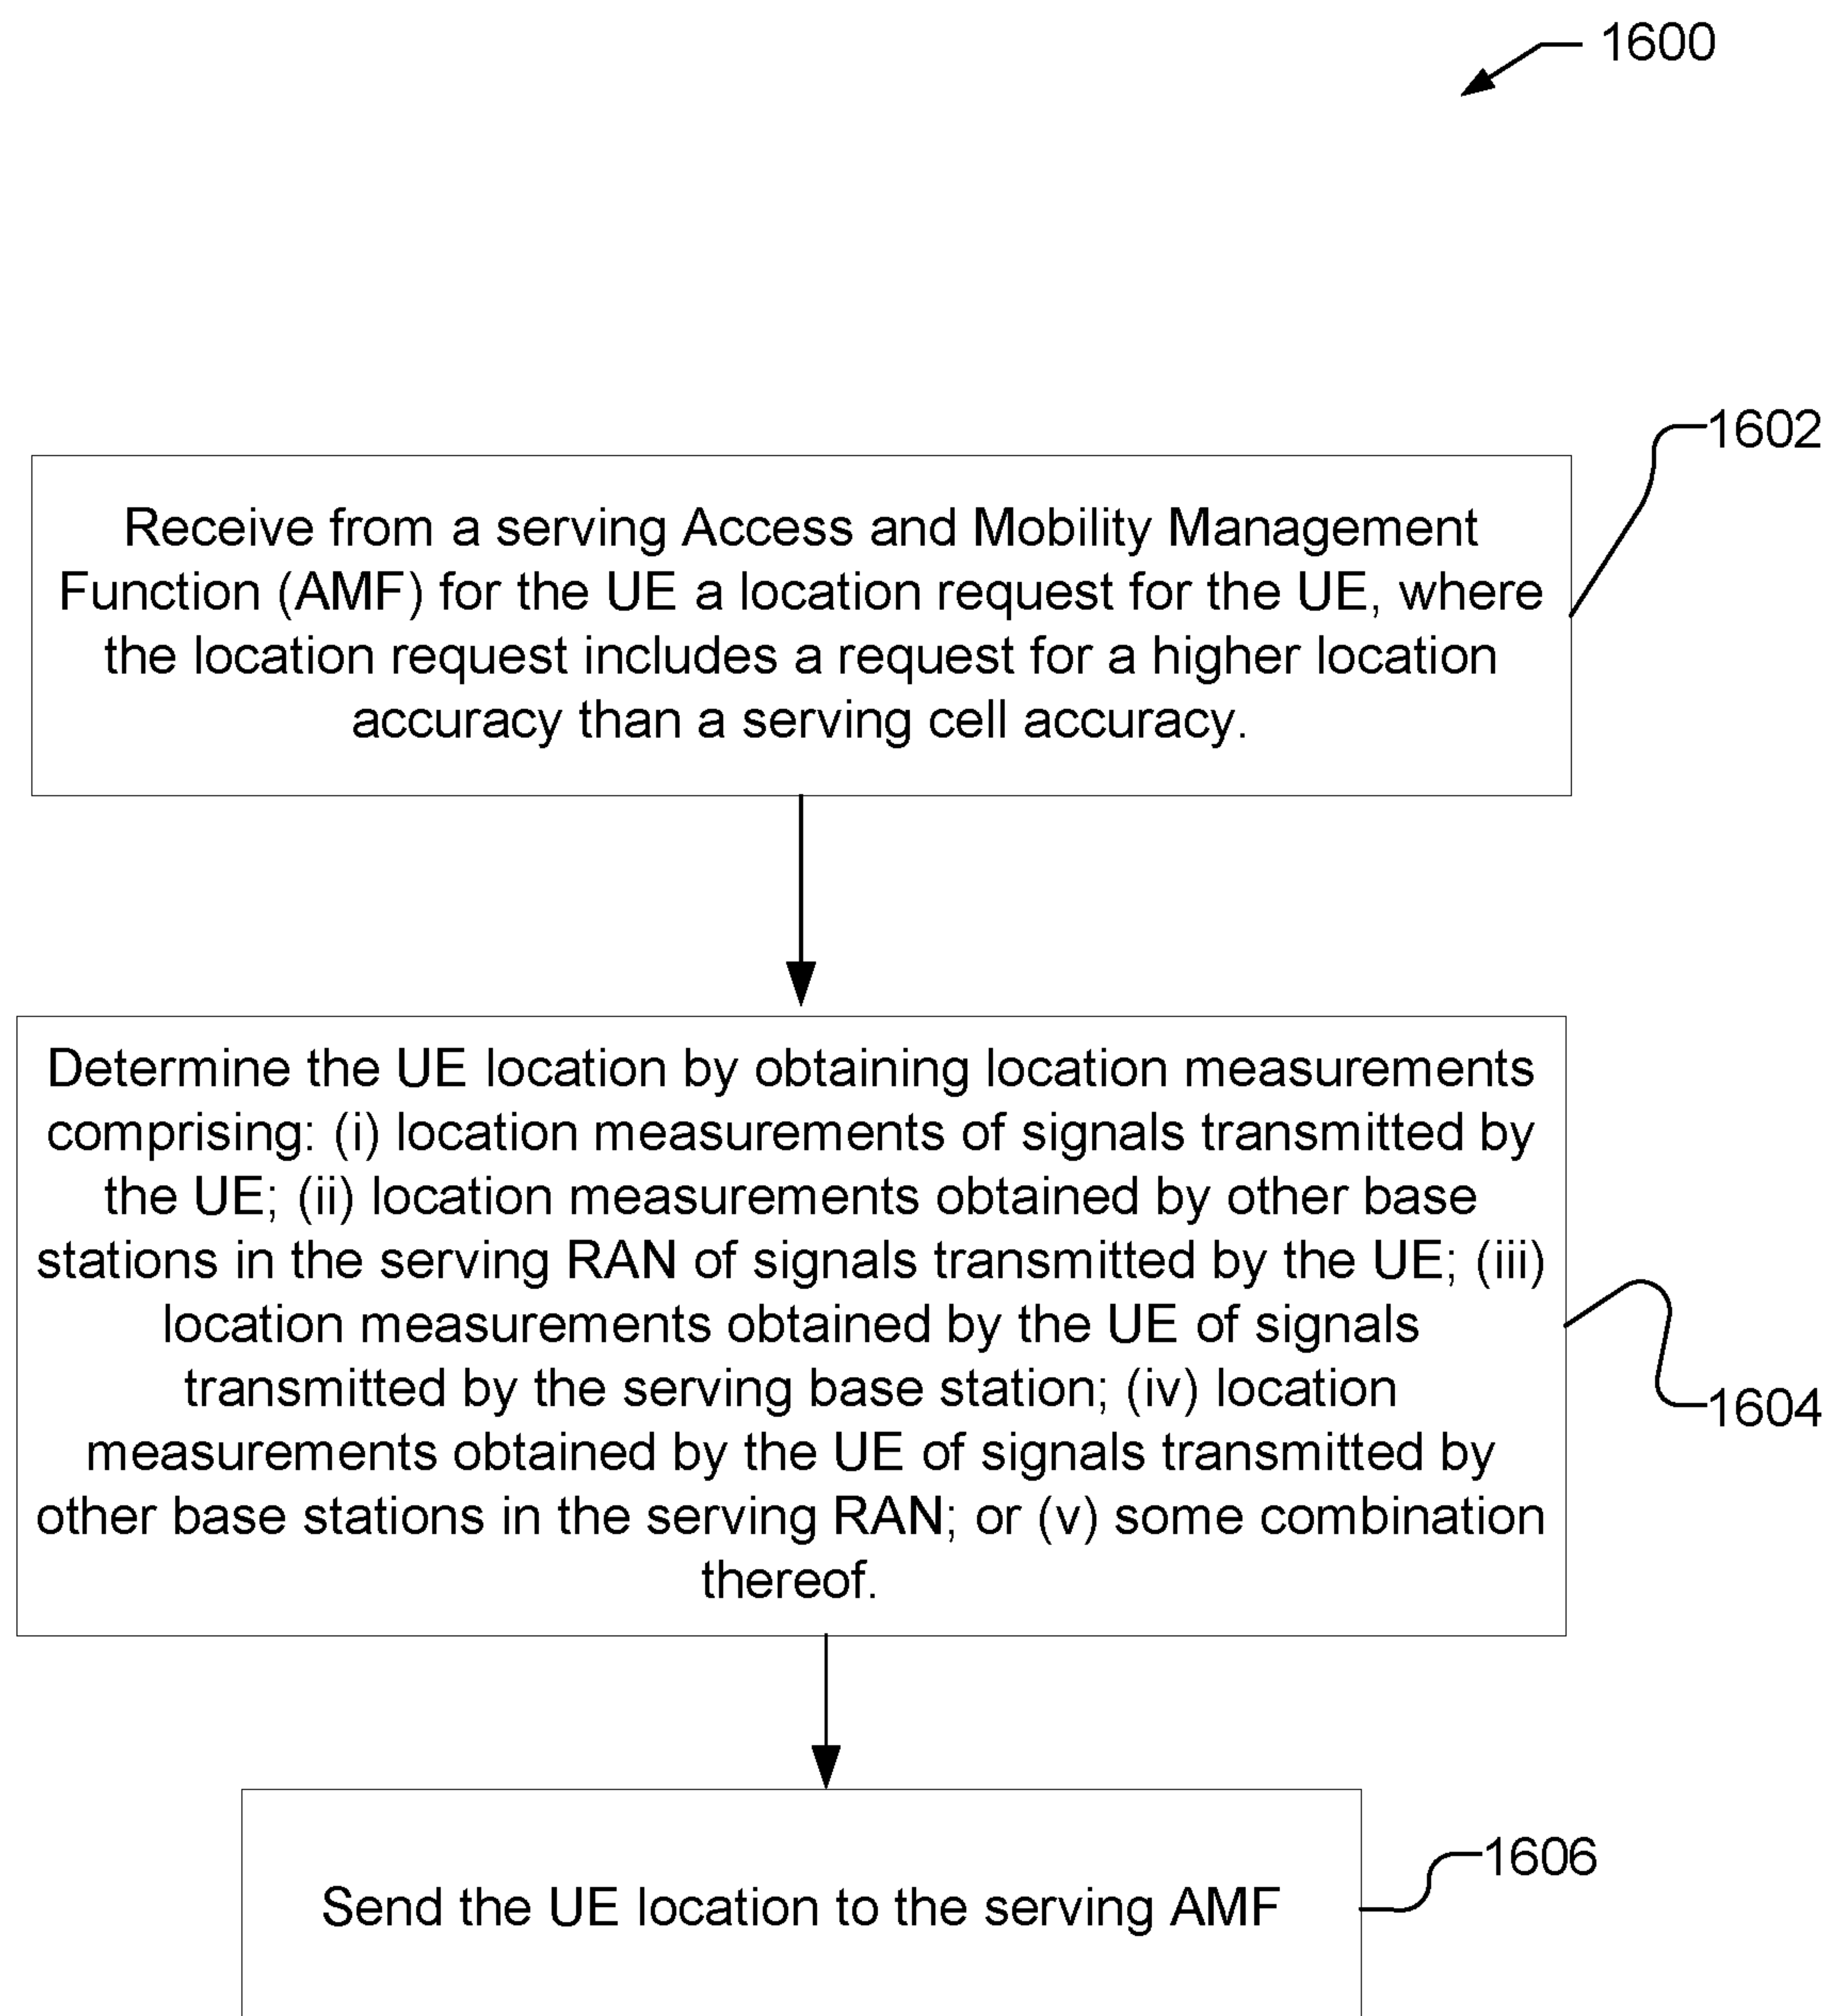 1600
1602
Receive from a serving Access and Mobility Management
Function (AMF) for the UE a location request for the UE, where
the location request includes a request for a higher location
accuracy than a serving cell accuracy.
Determine the UE location by obtaining location measurements
comprising: (i) location measurements of signals transmitted by
the UE; (ii) location measurements obtained by other base
stations in the serving RAN of signals transmitted by the UE; (iii)
location measurements obtained by the UE of signals
transmitted by the serving base station; (iv) location
measurements obtained by the UE of signals transmitted by
other base stations in the serving RAN; or (v) some combination
thereof.
1604
1606
Send the UE location to the serving AMF